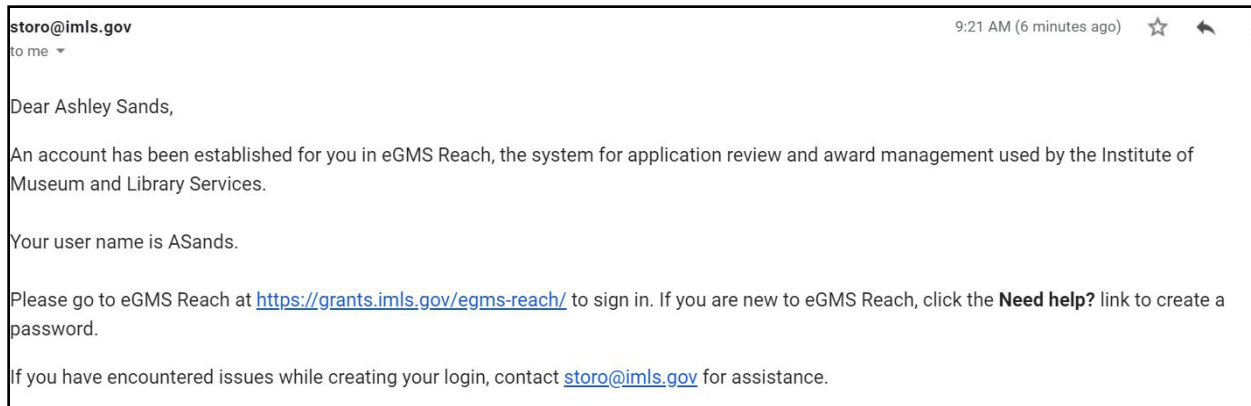 storo@imls.gov 9:21 AM (6 minutes ago)
to me
Dear Ashley Sands,
An account has been established for you in eGMS Reach, the system for application review and award management used by the Institute of
Museum and Library Services.
Your user name is ASands.
Please go to eGMS Reach at https://grants.imls.gov/egms-reach/ to sign in. If you are new to eGMS Reach, click the Need help? link to create a
password.
If you have encountered issues while creating your login, contact storo@imls.gov for assistance.